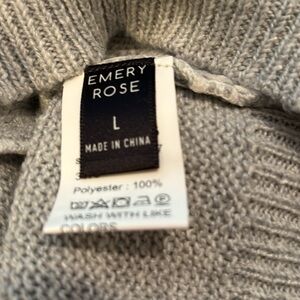 EMERY
ROSE
L
MADE IN CHINA
Polyester : 100%
WASH WITH LIKE
COLORS